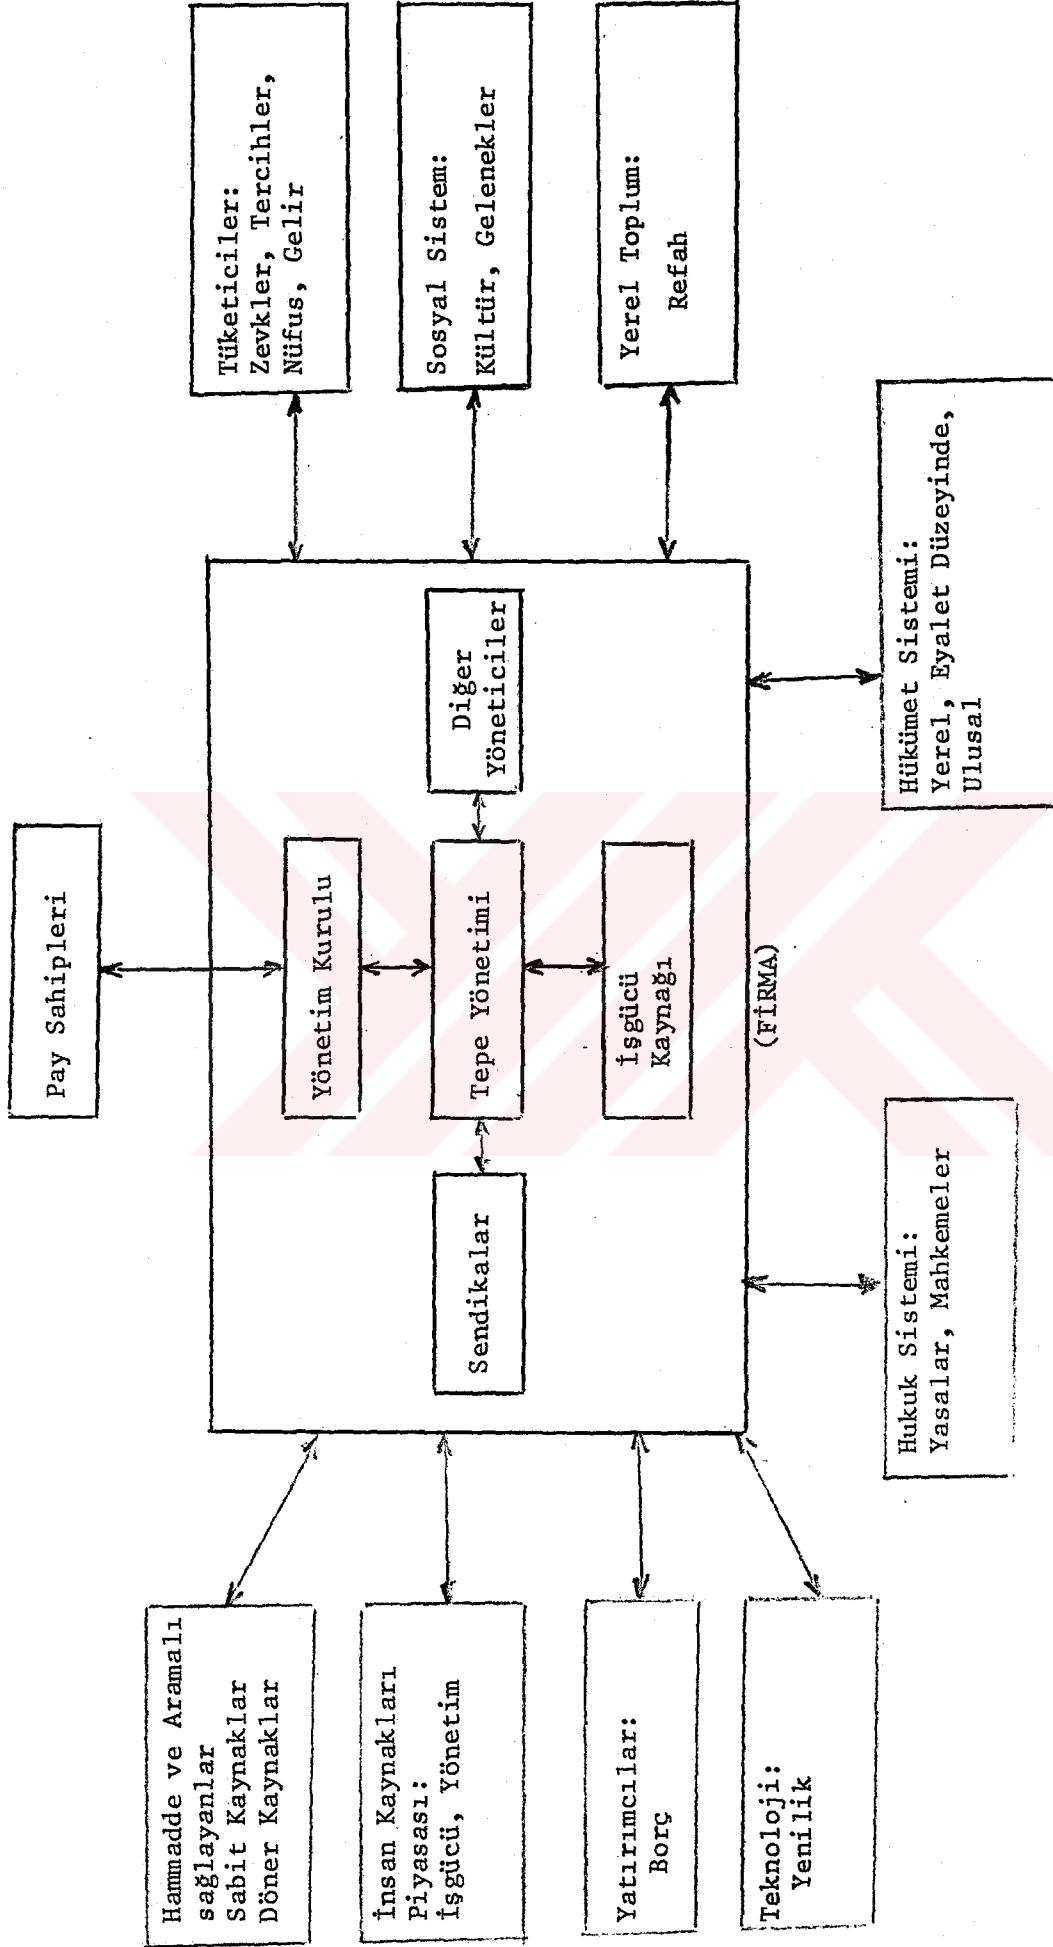 Pay Sahipleri
Hammadde ve Aramalı
sağlayanlar
Sabit Kaynaklar
Döner Kaynaklar
İnsan Kaynakları
Piyasası:
İşgücü, Yönetim
Yatırımcılar:
Borç
Teknoloji:
Yenilik
Yönetim Kurulu
Sendikalar
Tepe Yönetimi
Diğer
Yöneticiler
İşgücü
Kaynağı
(FİRMA)
Tüketiciler:
Zevkler, Tercihler,
Nüfus, Gelir
Sosyal Sistem:
Kültür, Gelenekler
Yerel Toplum:
Refah
Hukuk Sistemi:
Yasalar, Mahkemeler
Hükümet Sistemi:
Yerel, Eyalet Düzeyinde,
Ulusal